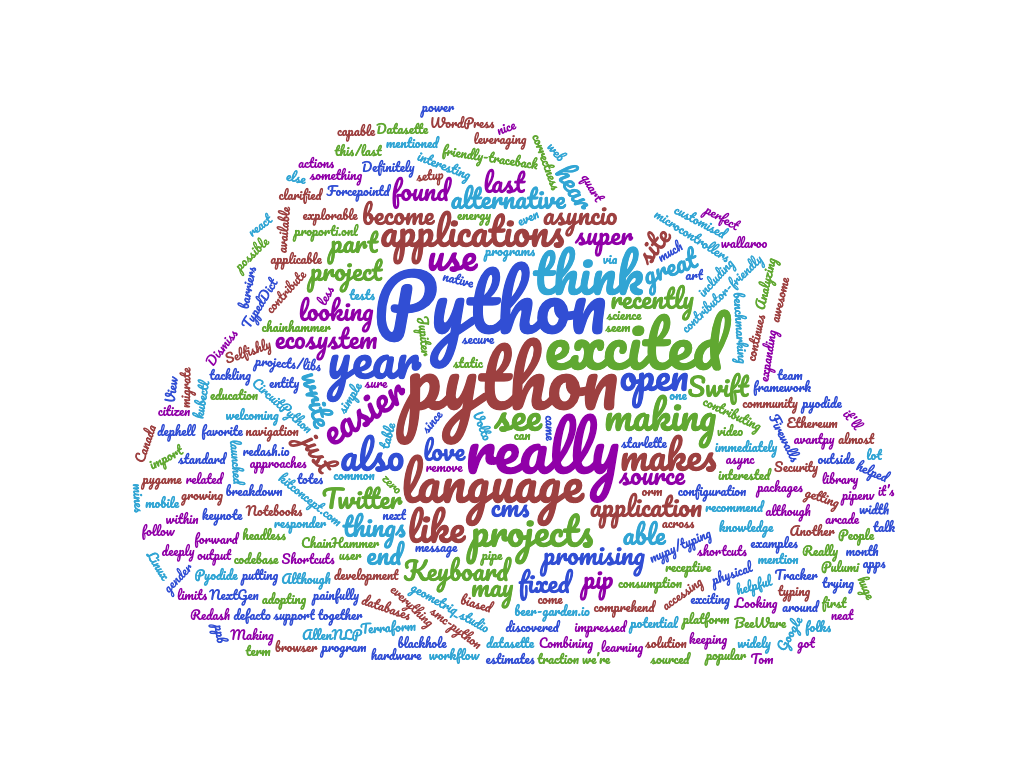 power
capable Datasette WordPress nice
leveraging
this/last mentioned friendly-traceback correctness web
actions Definitely interesting
else something setup last hear quant
clarified Forcepointd found alternative
available explorable become energy even asyncio customised perfect
react proporti.onl applications super microcontrollers
possible applicable part use programs via site much wallaroo
contribute project native think great art including contributor-friendly Analyzing
barriers TypedDict less tests Python recently awesome
looking science benchmarking
chainhammer Jupiter seem continues
Dismiss Selfishly ecosystem secure excited expanding
projects/libs year static
View migrate tackling entity simple sure python open Swift team framework
kubectl education CircuitPython write easier one community pyodide
citizen welcoming since Volto see can came making contributing it'll
dephell favorite navigation just table video Firewalls Ethereum
Canada standard redash.io love really starlette immediately avantpy almost
import launched approaches also remove makes async outside lot
pygame related totes common language source interested Security library helped
mines mobile growing breakdown kitconcept.com zero orm configuration packages getting pipenv it's
Twitter cms application recommend although arcade width
within keynote Notebooks next across knowledge Another People talk
follow responder things like projects able
forward headless ChainHammer message mypy/typing examples Really month
deeply output codebase Shortcuts user end pipe promising shortcuts mention Pulumi apps
Linux gender Pyodide putting Although development Keyboard fixed pip receptive physical Tracker trying
limits NextGen adopting painfully everything geometriq_studio may consumption accessing helpful typing huge
biased come exciting Looking around first
Redash defacto support together databases smc-python beer-garden.io comprehend neat
ppb Making AllenNLP Terraform discovered impressed potential platform BeeWare Google folks
term browser program blackhole datasette Combining learning solution keeping widely got
hardware workflow estimates traction we're sourced popular Tom